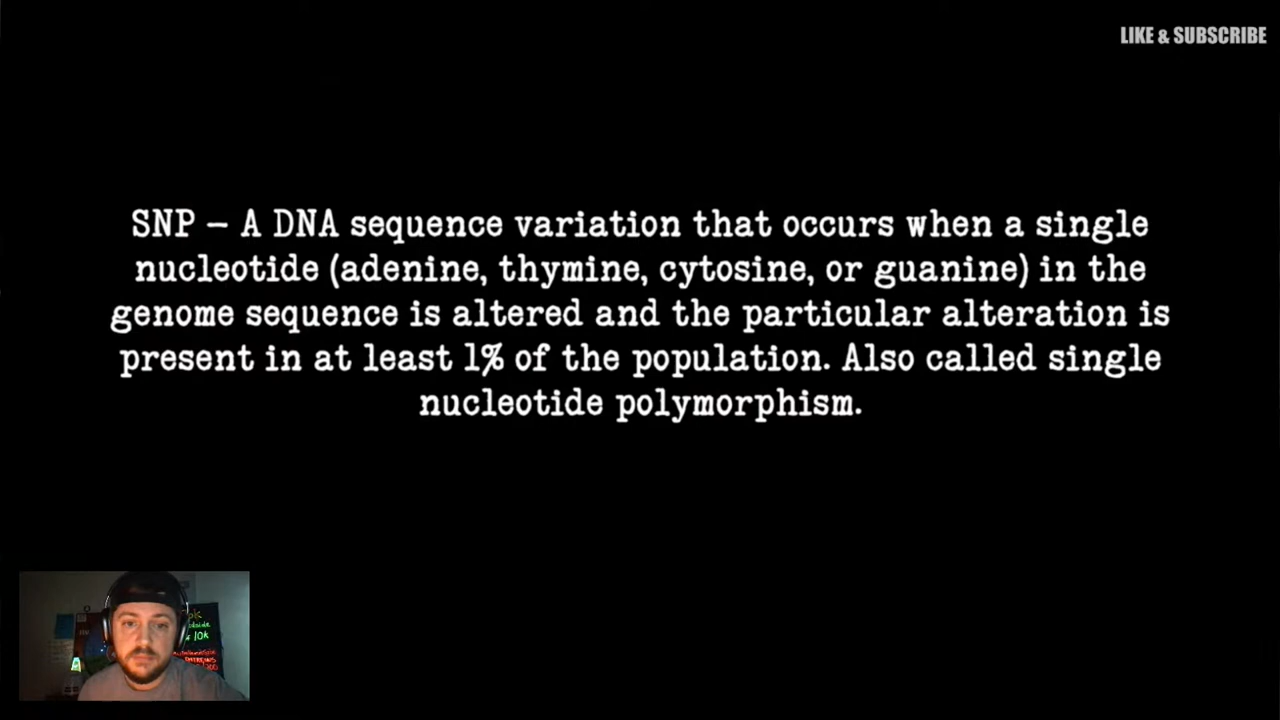 LIKE & SUBSCRIBE
SNP – A DNA sequence variation that occurs when a single
nucleotide (adenine, thymine, cytosine, or guanine) in the
genome sequence is altered and the particular alteration is
present in at least 1% of the population. Also called single
nucleotide polymorphism.
10k